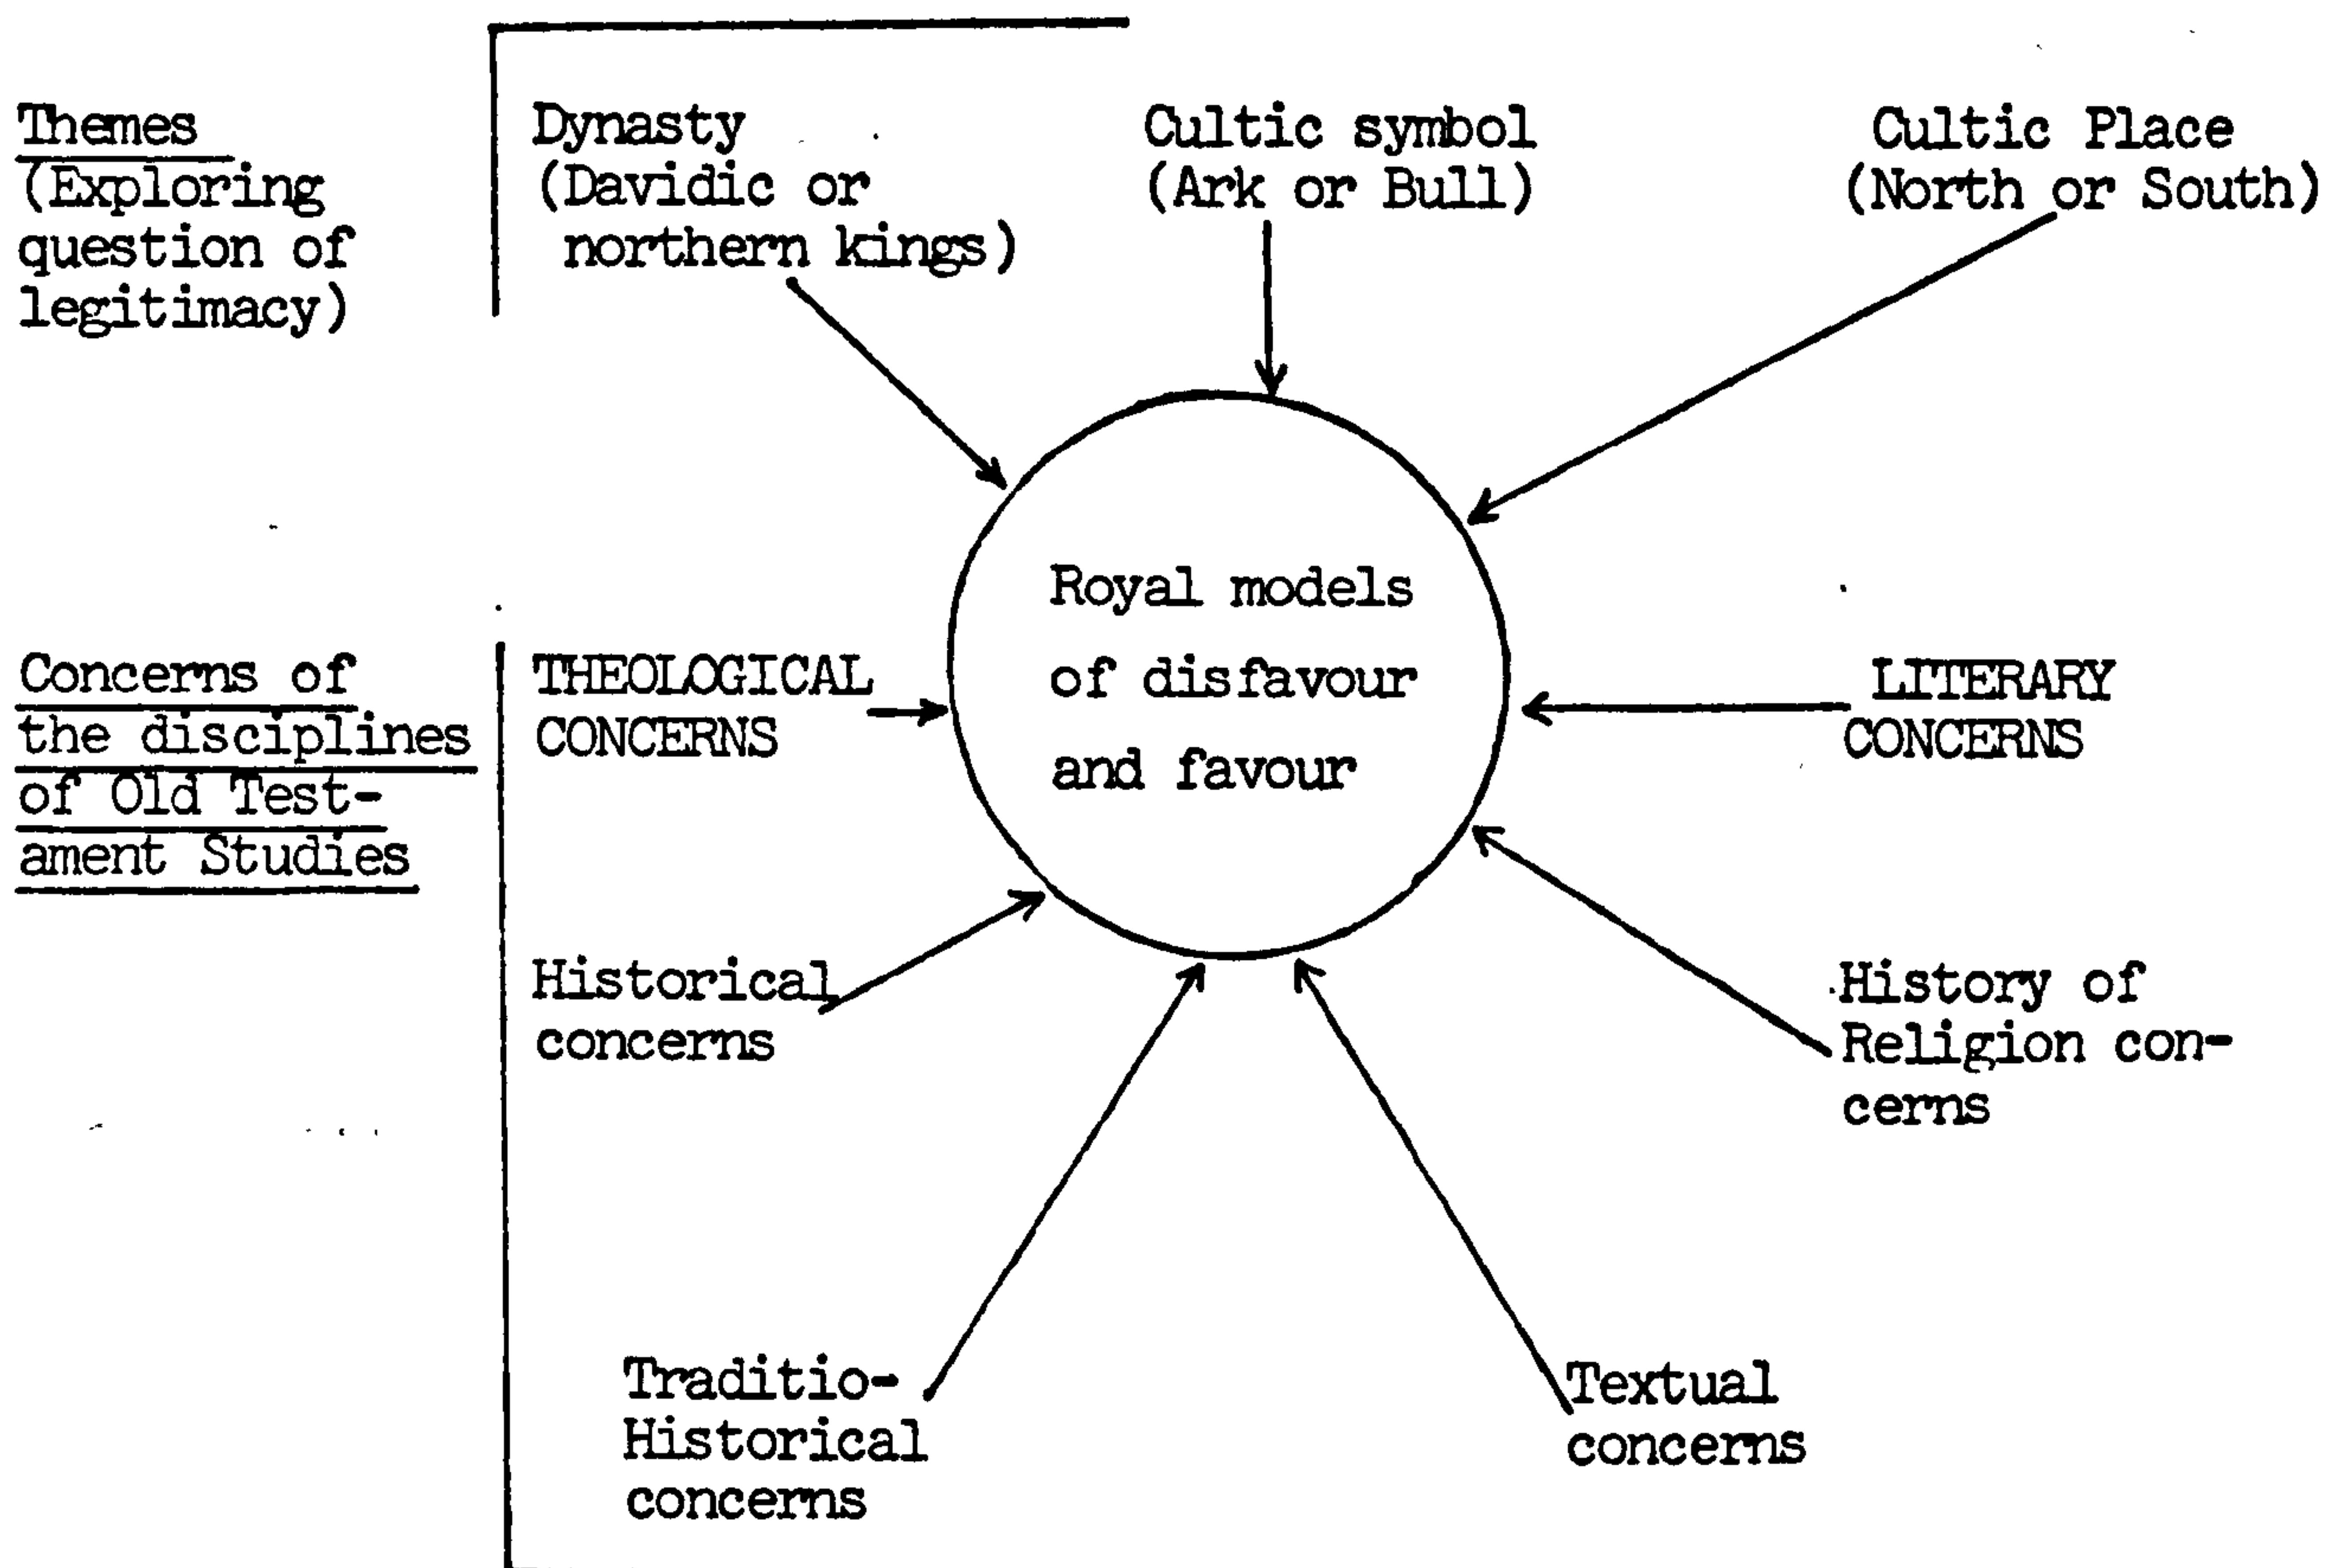 Themes
(Exploring
question of
legitimacy)
Dynasty
(Davidic or
northern kings)
Cultic symbol
(Ark or Bull)
Cultic Place
(North or South)
Royal models
of disfavour
and favour
Concerns of
the disciplines
of Old Test-
ament Studies
THEOLOGICAL
CONCERNS
LITERARY
CONCERNS
Historical
concerns
History of
Religion con-
cerns
Traditio-
Historical
concerns
Textual
concerns